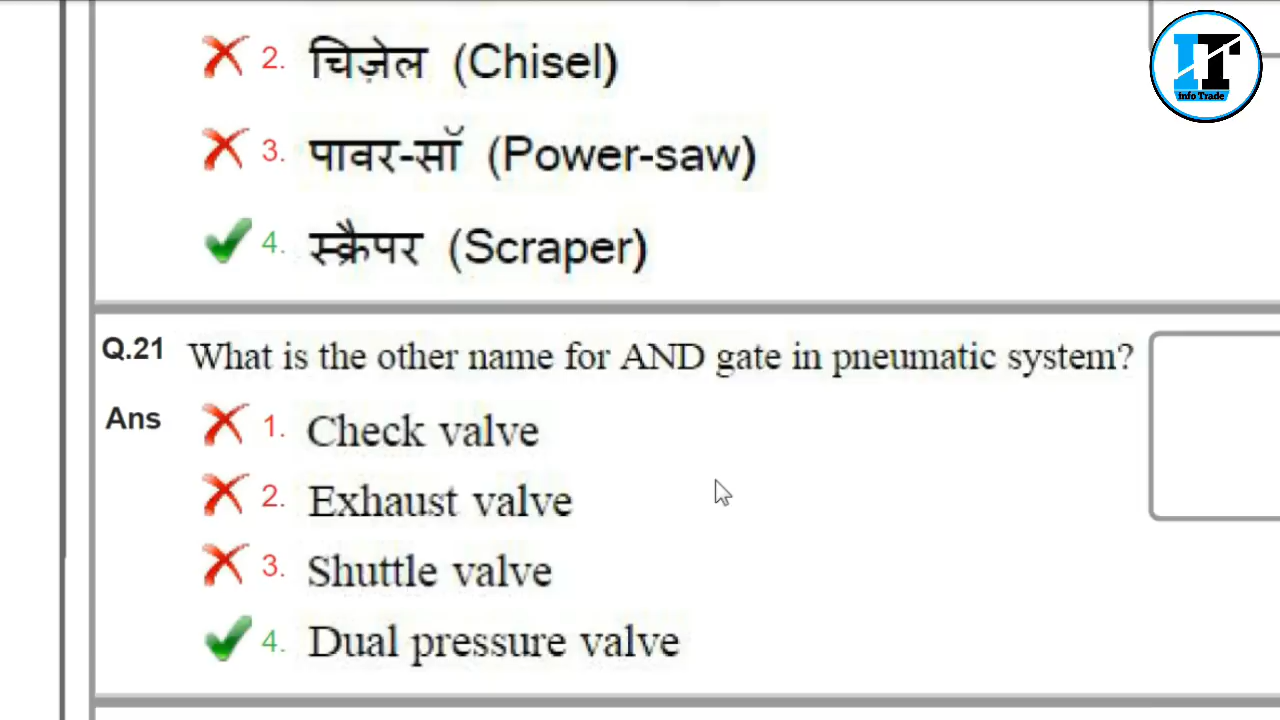 2. चिज़ेल (Chisel)
IT
Info Trade
3. पावर-सॉ (Power-saw)
4. स्क्रैपर (Scraper)
Q.21 What is the other name for AND gate in pneumatic system?
Ans 1. Check valve
2. Exhaust valve
3. Shuttle valve
4. Dual pressure valve